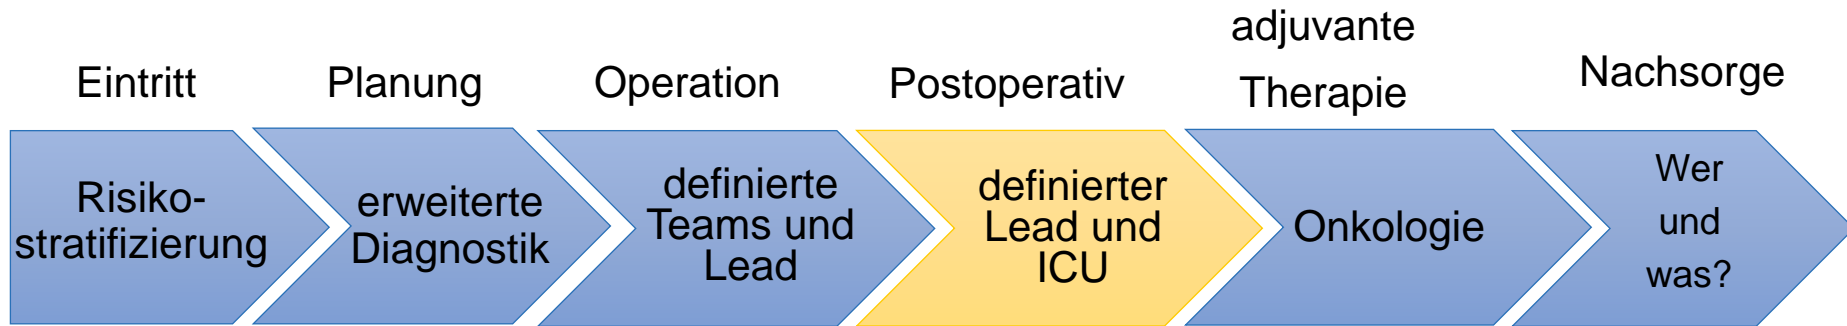 Eintritt
Planung
Operation
Postoperativ
adjuvante
Therapie
Nachsorge
Risiko-
stratifizierung
erweiterte
Diagnostik
definierte
Teams und
Lead
definierter
Lead und
ICU
Onkologie
Wer
und
was?